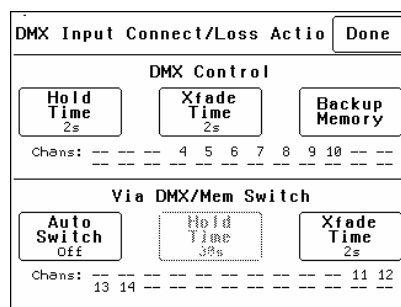 DMX Input Connect/Loss Actio Done
DMX Control
Hold Time 2s
Xfade Time 2s
Backup Memory
Chans: -- -- -- 4 5 6 7 8 9 10 -- --
-- -- -- -- -- -- -- -- -- -- -- --
Via DMX/Mem Switch
Auto Switch Off
Hold Time 30s
Xfade Time 2s
Chans: -- -- -- -- -- -- -- -- -- -- 11 12
13 14 -- -- -- -- -- -- -- -- -- --